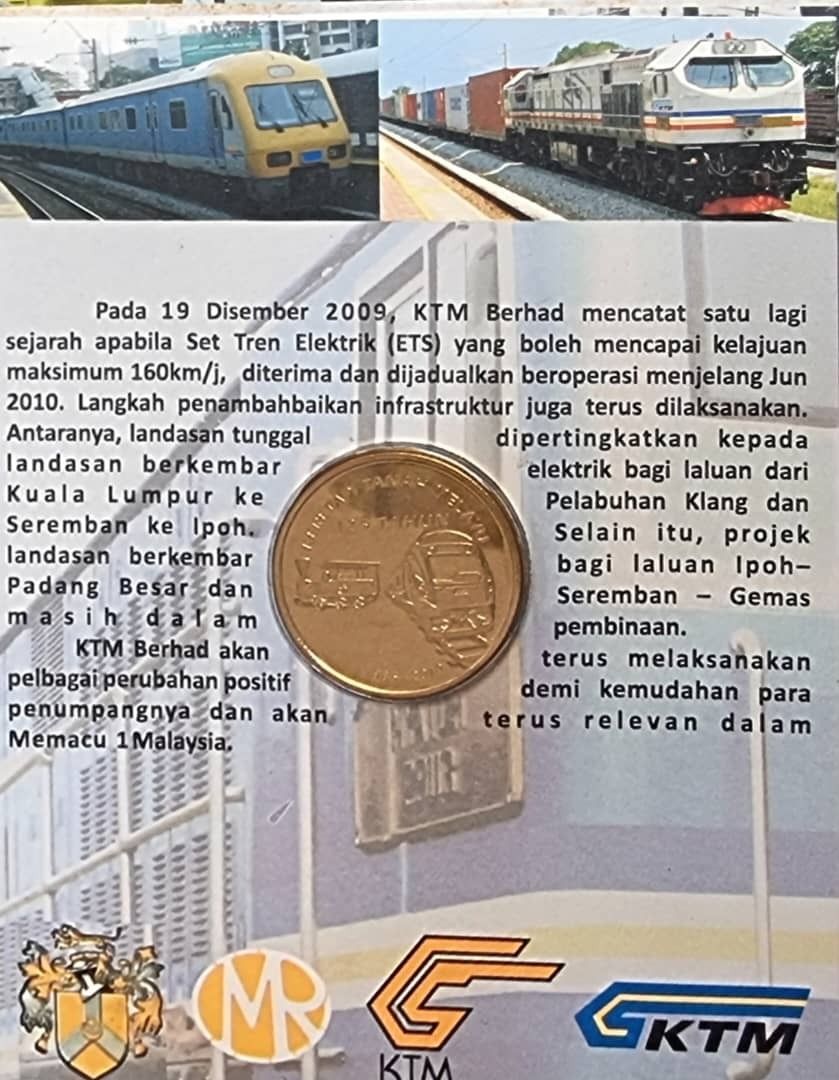 Pada 19 Disember 2009, KTM Berhad mencatat satu lagi
sejarah apabila Set Tren Elektrik (ETS) yang boleh mencapai kelajuan
maksimum 160km/j, diterima dan dijadualkan beroperasi menjelang Jun
2010. Langkah penambahbaikan infrastruktur juga terus dilaksanakan.
Antaranya, landasan tunggal dipertingkatkan kepada
landasan berkembar elektrik bagi laluan dari
Kuala Lumpur ke Pelabuhan Klang dan
Seremban ke Ipoh. Selain itu, projek
landasan berkembar bagi laluan Ipoh–
Padang Besar dan Seremban – Gemas
masih dalam pembinaan.
KTM Berhad akan terus melaksanakan
pelbagai perubahan positif demi kemudahan para
penumpangnya dan akan terus relevan dalam
Memacu 1Malaysia.
TANAH MELAYU
TAHUN
MR
KTM
KTM